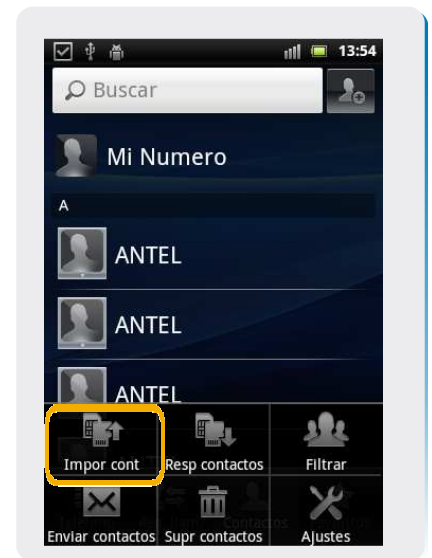 13:54
Buscar
Mi Numero
A
ANTEL
ANTEL
ANTEL
Impor cont Resp contactos Filtrar
Enviar contactos Supr contactos Ajustes